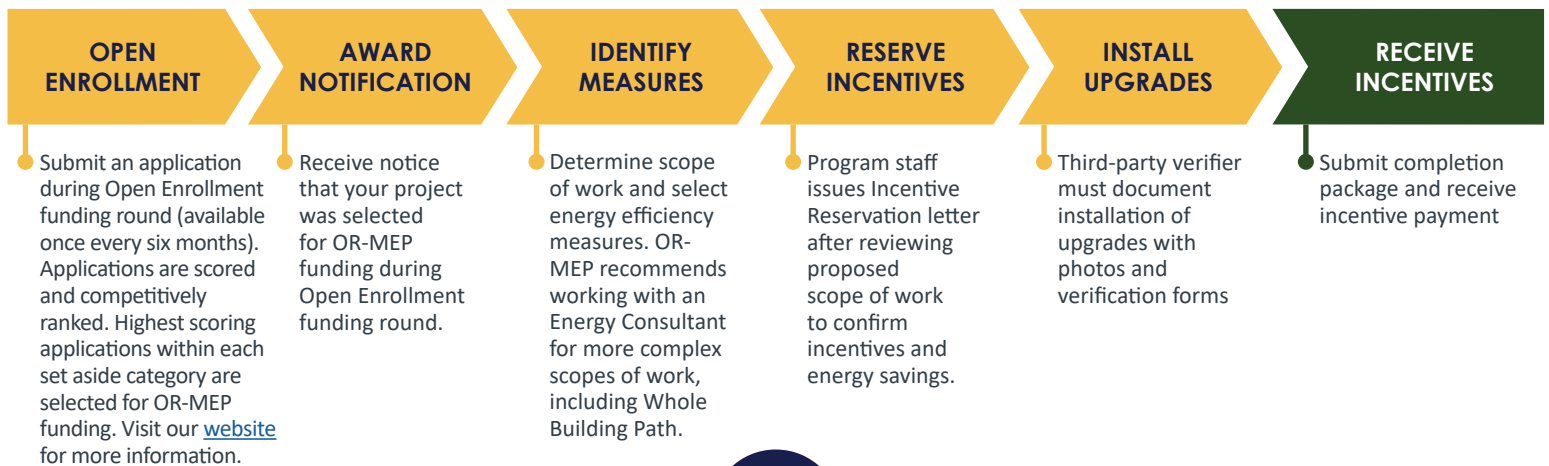 OPEN
ENROLLMENT
Submit an application
during Open Enrollment
funding round (available
once every six months).
Applications are scored
and competitively
ranked. Highest scoring
applications within each
set aside category are
selected for OR-MEP
funding. Visit our website
for more information.
AWARD
NOTIFICATION
Receive notice
that your project
was selected
for OR-MEP
funding during
Open Enrollment
funding round.
IDENTIFY
MEASURES
Determine scope
of work and select
energy efficiency
measures. OR-
MEP recommends
working with an
Energy Consultant
for more complex
scopes of work,
including Whole
Building Path.
RESERVE
INCENTIVES
Program staff
issues Incentive
Reservation letter
after reviewing
proposed
scope of work
to confirm
incentives and
energy savings.
INSTALL
UPGRADES
Third-party verifier
must document
installation of
upgrades with
photos and
verification forms
RECEIVE
INCENTIVES
Submit completion
package and receive
incentive payment